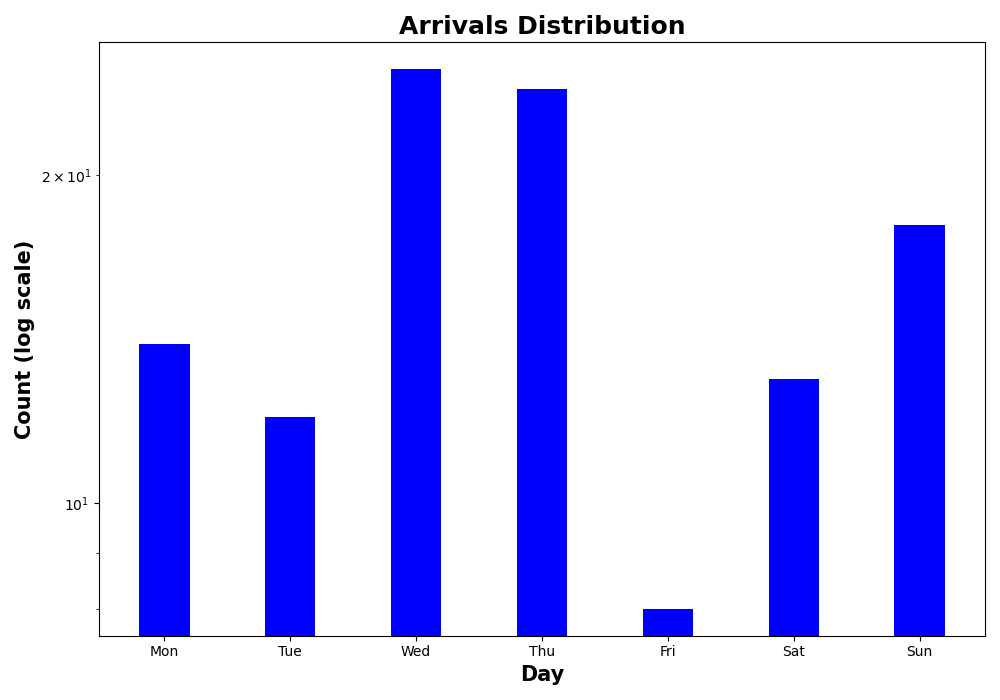 Arrivals Distribution
2 × 10¹
10¹
Count (log scale)
Mon Tue Wed Thu Fri Sat Sun
Day